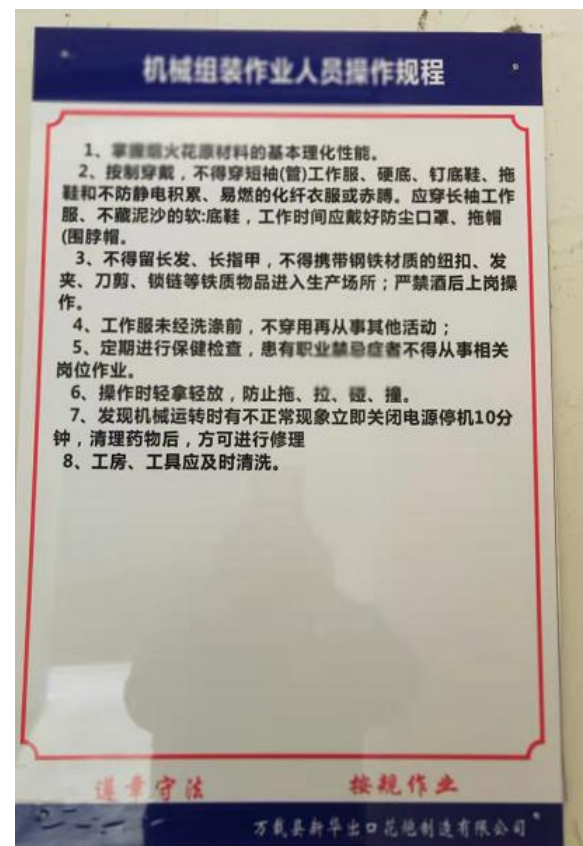 机械组装作业人员操作规程
1、掌握烟火花原材料的基本理化性能。
2、按制穿戴，不得穿短袖(管)工作服、硬底、钉底鞋、拖
鞋和不防静电积累、易燃的化纤衣服或赤膊。应穿长袖工作
服、不藏泥沙的软:底鞋，工作时间应戴好防尘口罩、拖帽
(围脖帽。
3、不得留长发、长指甲，不得携带钢铁材质的纽扣、发
夹、刀剪、锁链等铁质物品进入生产场所；严禁酒后上岗操
作。
4、工作服未经洗涤前，不穿用再从事其他活动；
5、定期进行保健检查，患有职业禁忌症者不得从事相关
岗位作业。
6、操作时轻拿轻放，防止拖、拉、碰、撞。
7、发现机械运转时有不正常现象立即关闭电源停机10分
钟，清理药物后，方可进行修理
8、工房、工具应及时清洗。
遵章守法 按规作业
万载县新华出口花炮制造有限公司